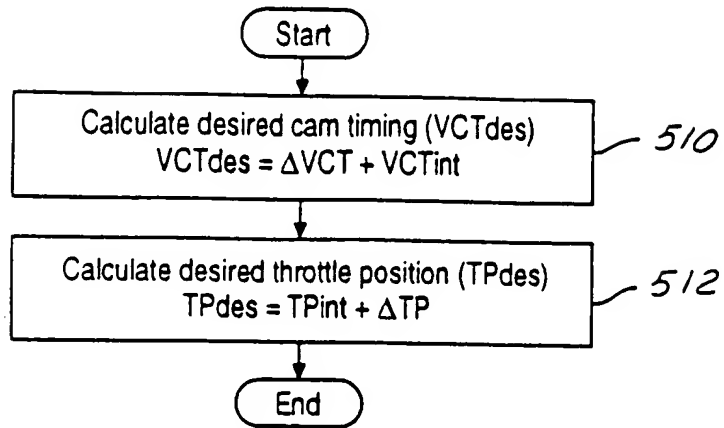 Start
Calculate desired cam timing (VCTdes)
VCTdes = ΔVCT + VCTint
510
Calculate desired throttle position (TPdes)
TPdes = TPint + ΔTP
512
End